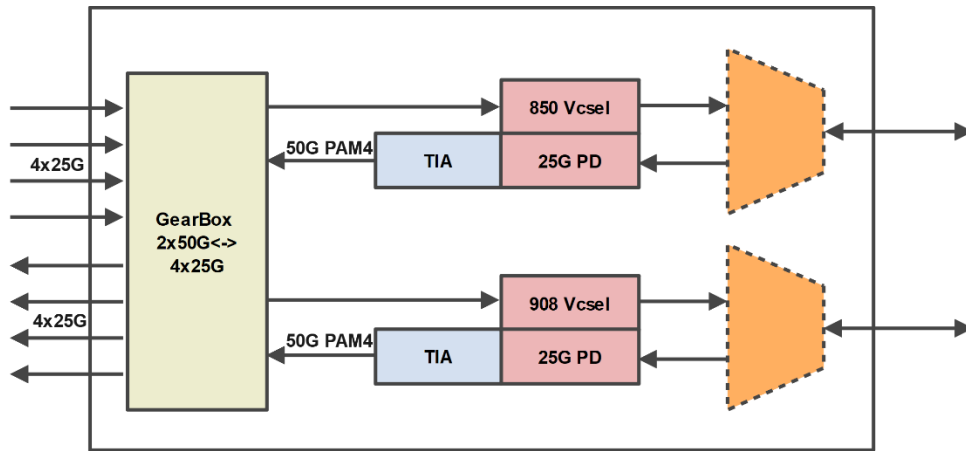 850 Vcsel
50G PAM4
TIA
25G PD
4x25G
GearBox
2x50G<->
4x25G
4x25G
908 Vcsel
50G PAM4
TIA
25G PD